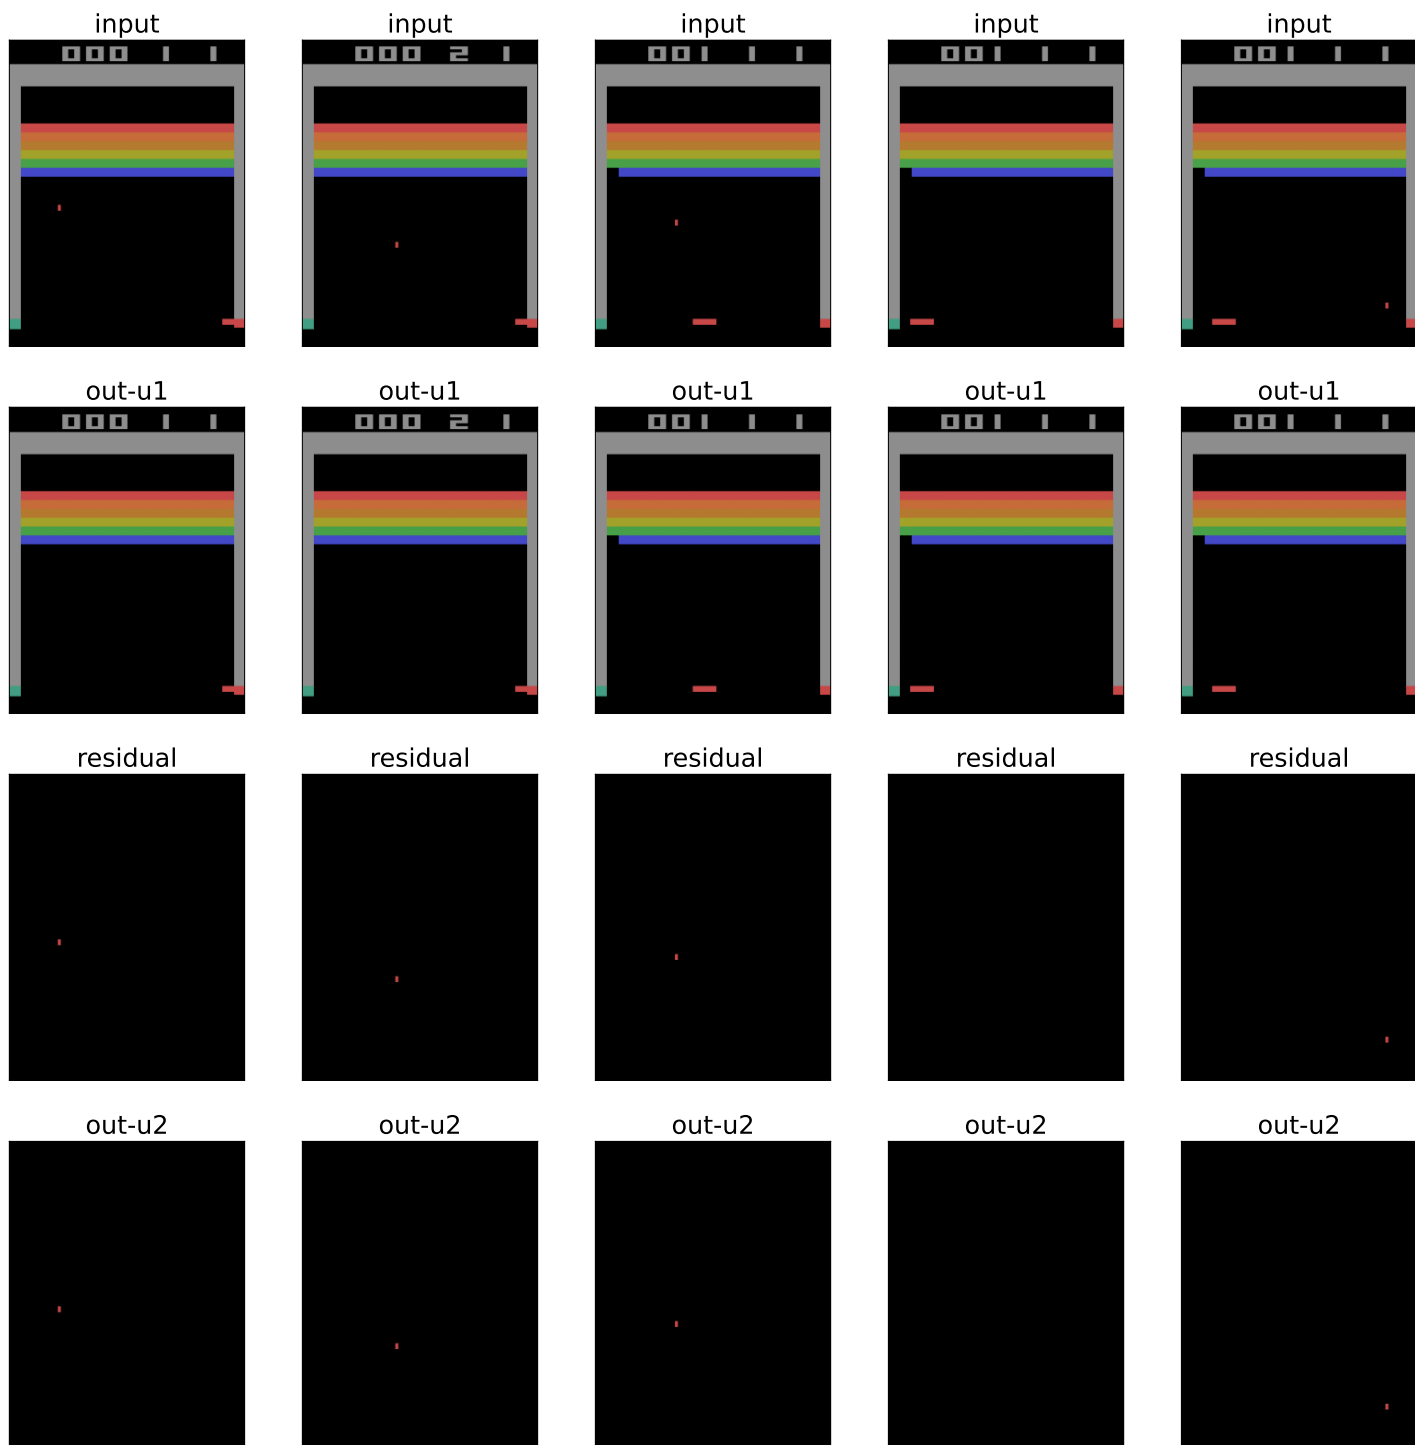 input input input input input
000 1 1 000 2 1 001 1 1 001 1 1 001 1 1
out-u1 out-u1 out-u1 out-u1 out-u1
000 1 1 000 2 1 001 1 1 001 1 1 001 1 1
residual residual residual residual residual
out-u2 out-u2 out-u2 out-u2 out-u2